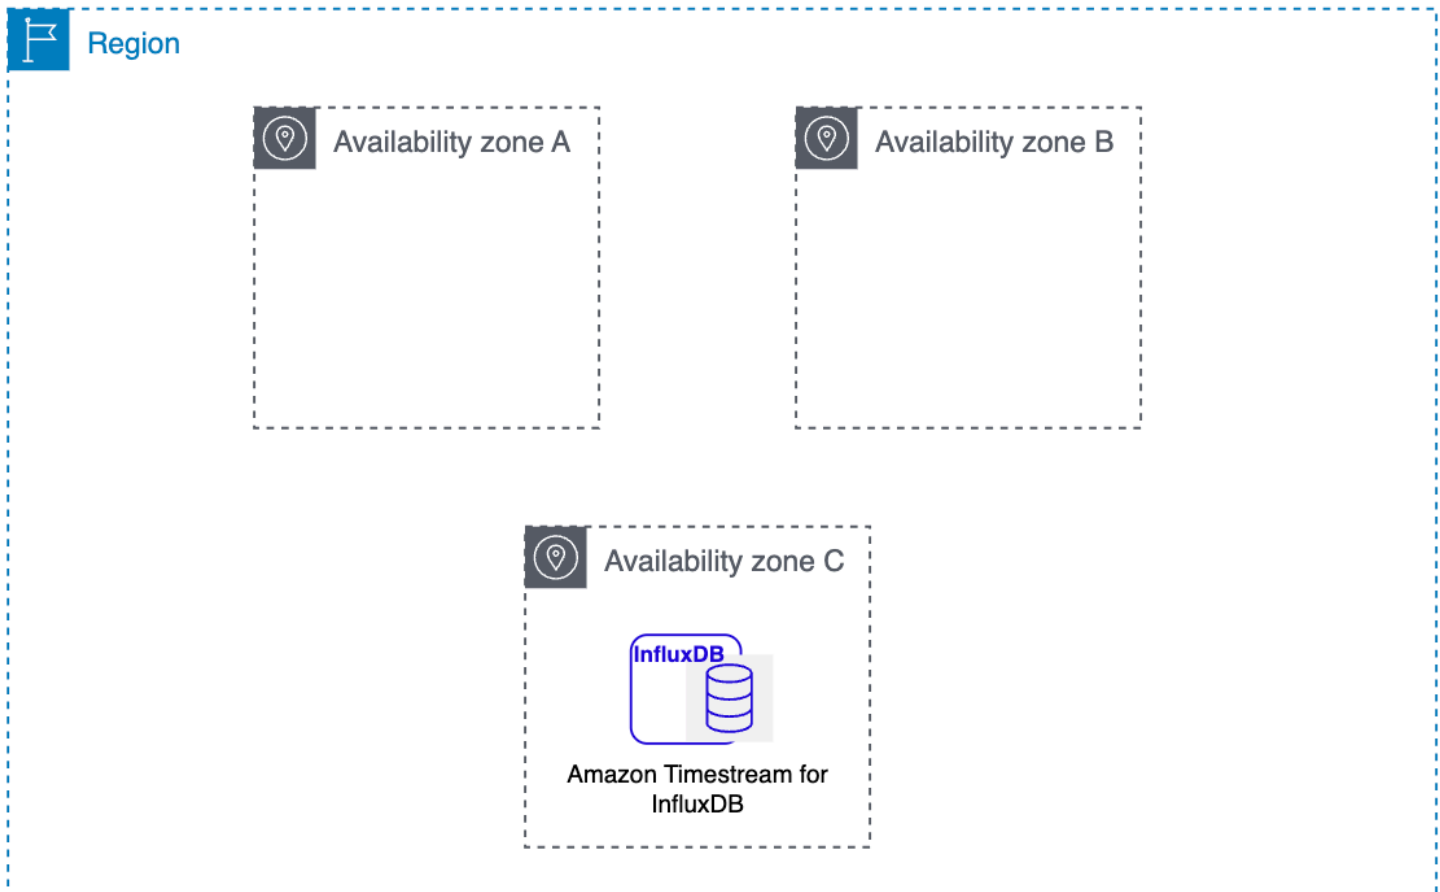 Region
Availability zone A
Availability zone B
Availability zone C
InfluxDB
Amazon Timestream for
InfluxDB